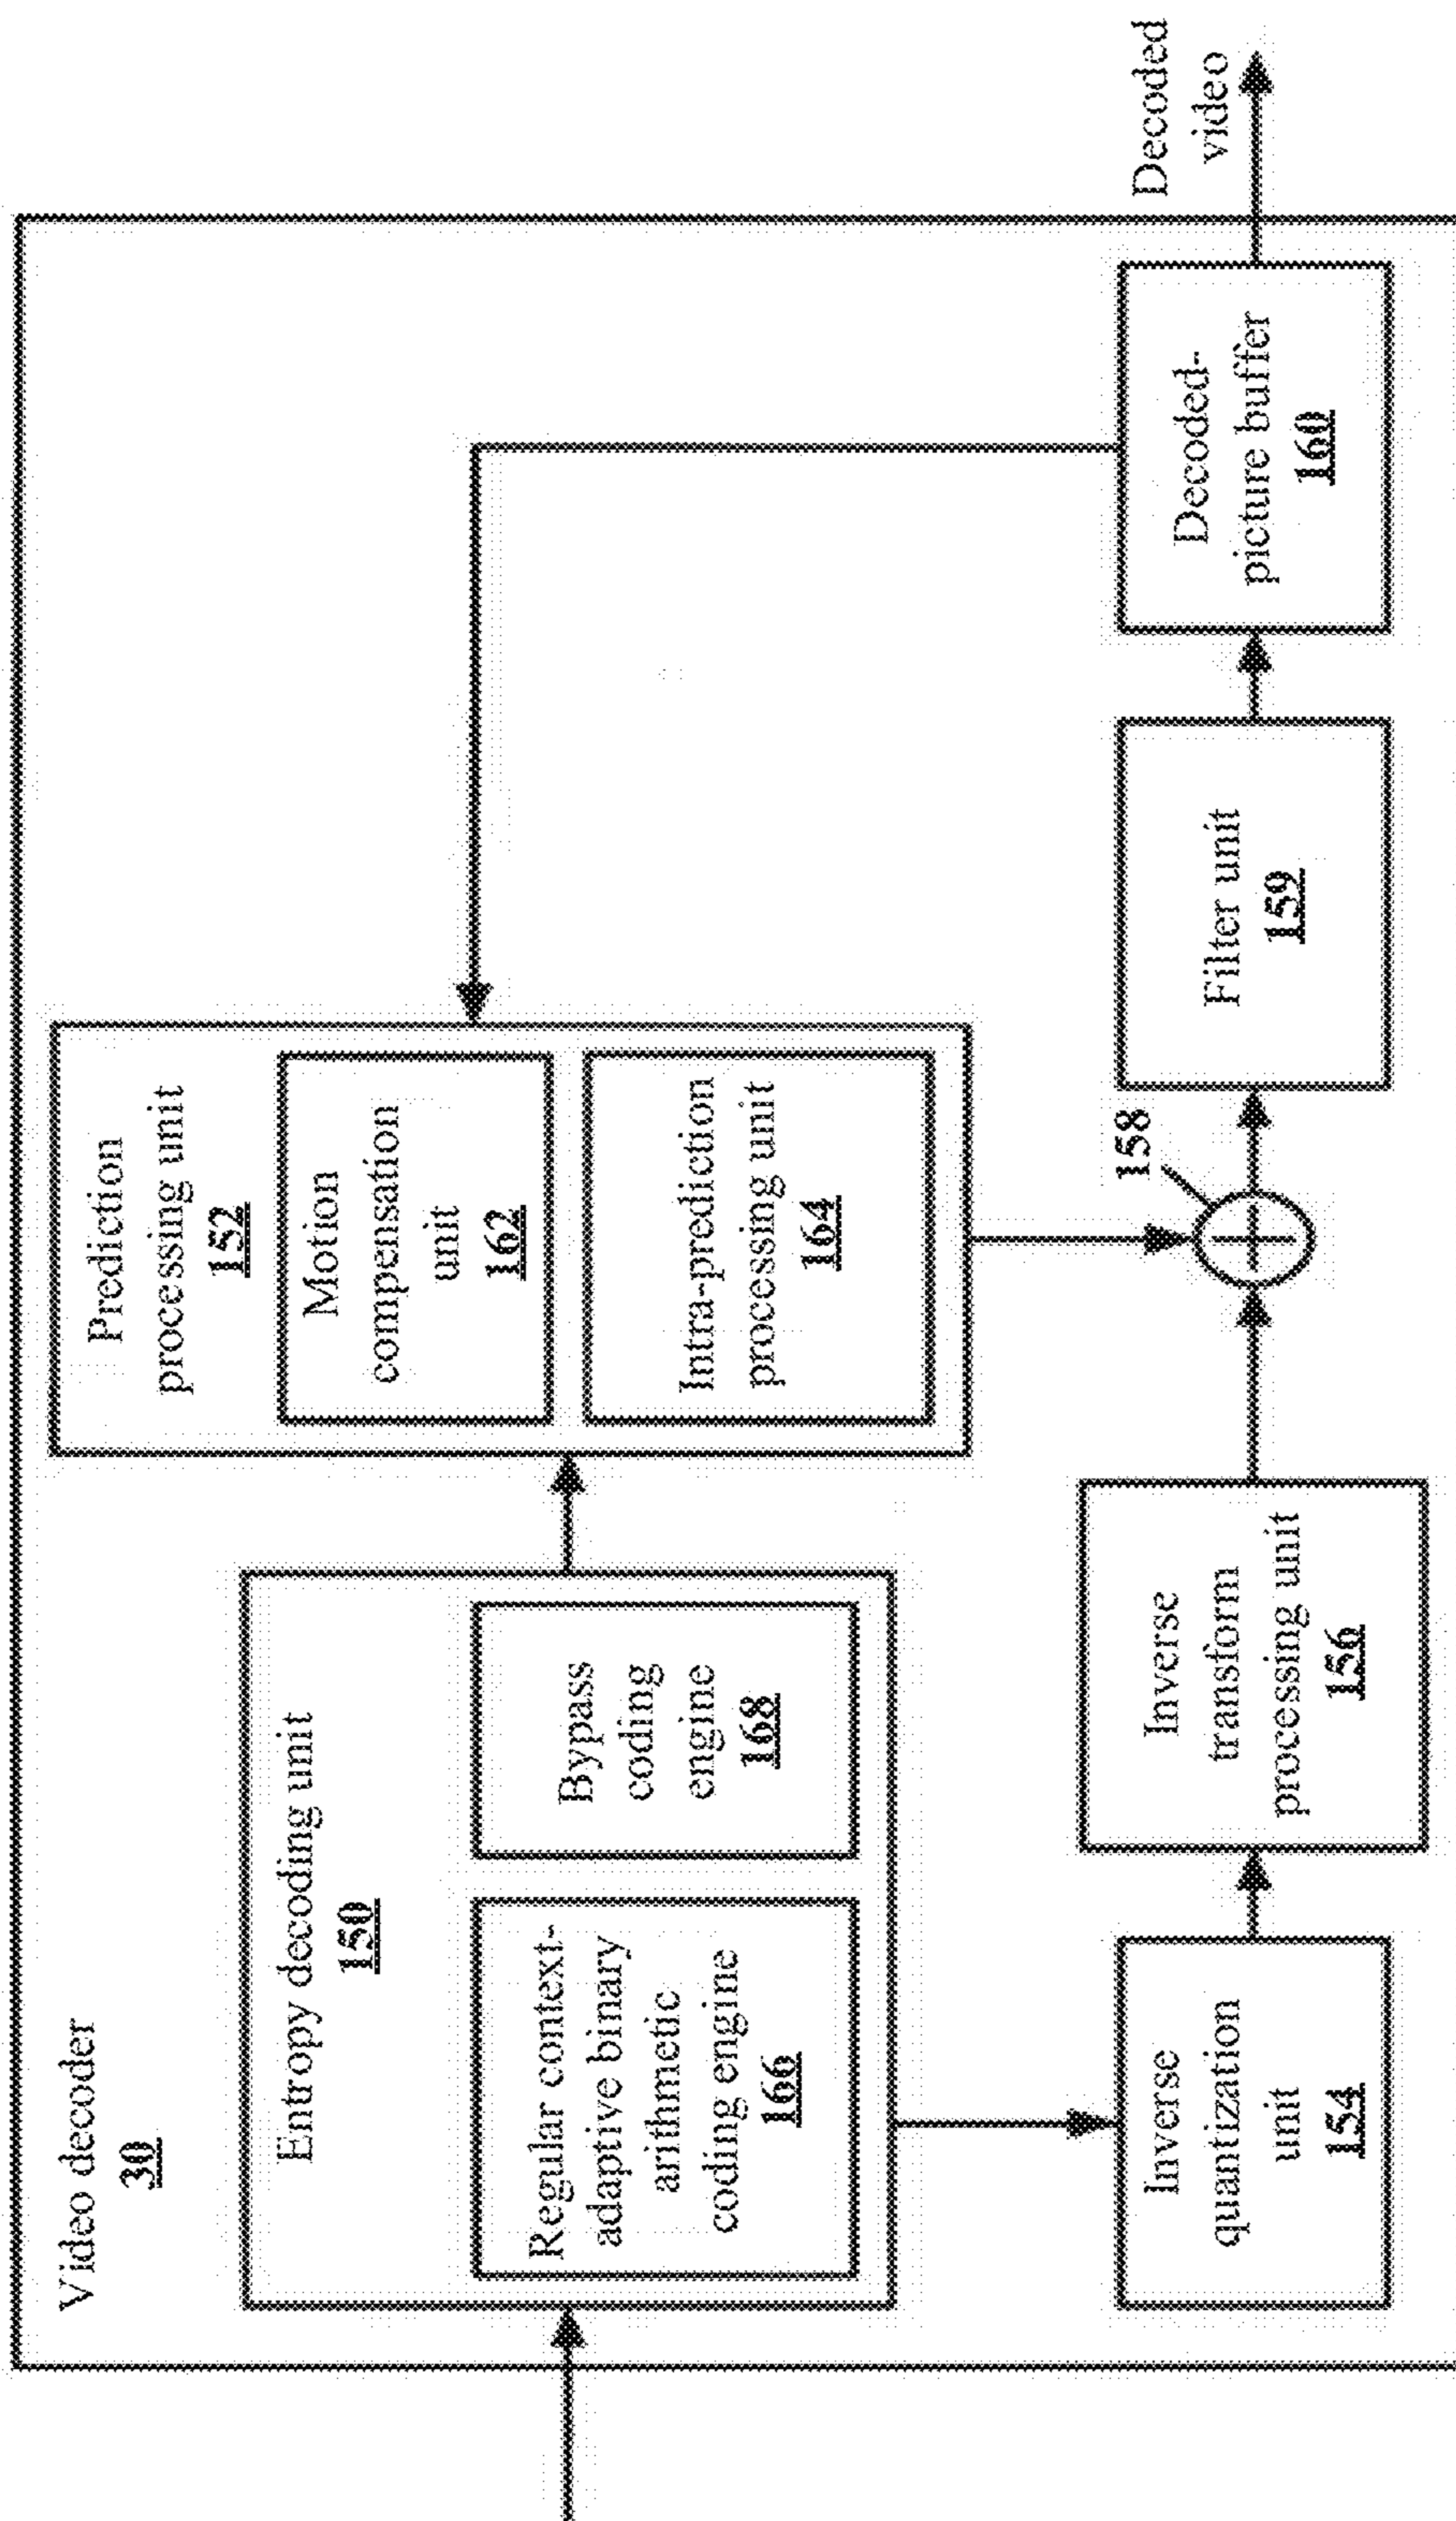 Video decoder
30
Entropy decoding unit
150
Regular context-
adaptive binary
arithmetic
coding engine
166
Bypass
coding
engine
168
Prediction
processing unit
152
Motion
compensation
unit
162
Intra-prediction
processing unit
164
Inverse
quantization
unit
154
Inverse
transform
processing unit
156
158
Filter unit
159
Decoded-
picture buffer
160
Decoded
video